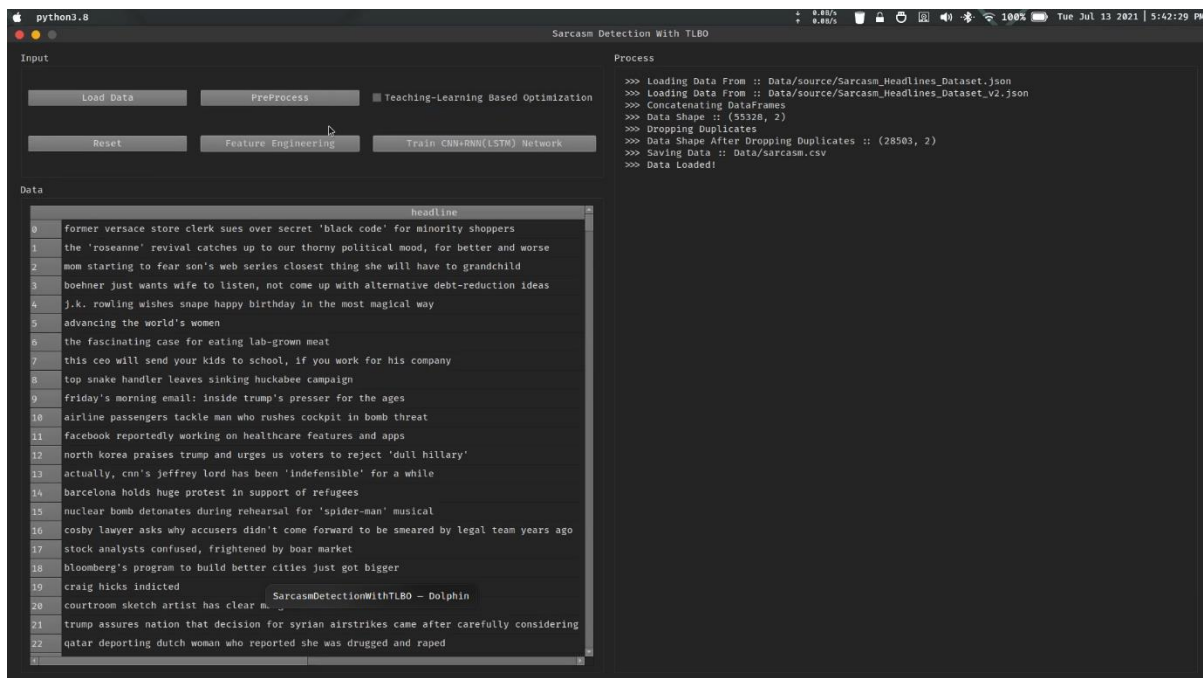 python3.8
0.0B/s
0.0B/s
100%
Tue Jul 13 2021 | 5:42:29 PM
Sarcasm Detection With TLBO
Input
Load Data
PreProcess
Teaching-Learning Based Optimization
Reset
Feature Engineering
Train CNN+RNN(LSTM) Network
Process
>>> Loading Data From :: Data/source/Sarcasm_Headlines_Dataset.json
>>> Loading Data From :: Data/source/Sarcasm_Headlines_Dataset_v2.json
>>> Concatenating DataFrames
>>> Data Shape :: (55328, 2)
>>> Dropping Duplicates
>>> Data Shape After Dropping Duplicates :: (28503, 2)
>>> Saving Data :: Data/sarcasm.csv
>>> Data Loaded!
Data
headline
0 former versace store clerk sues over secret 'black code' for minority shoppers
1 the 'roseanne' revival catches up to our thorny political mood, for better and worse
2 mom starting to fear son's web series closest thing she will have to grandchild
3 boehner just wants wife to listen, not come up with alternative debt-reduction ideas
4 j.k. rowling wishes snape happy birthday in the most magical way
5 advancing the world's women
6 the fascinating case for eating lab-grown meat
7 this ceo will send your kids to school, if you work for his company
8 top snake handler leaves sinking huckabee campaign
9 friday's morning email: inside trump's presser for the ages
10 airline passengers tackle man who rushes cockpit in bomb threat
11 facebook reportedly working on healthcare features and apps
12 north korea praises trump and urges us voters to reject 'dull hillary'
13 actually, cnn's jeffrey lord has been 'indefensible' for a while
14 barcelona holds huge protest in support of refugees
15 nuclear bomb detonates during rehearsal for 'spider-man' musical
16 cosby lawyer asks why accusers didn't come forward to be smeared by legal team years ago
17 stock analysts confused, frightened by boar market
18 bloomberg's program to build better cities just got bigger
19 craig hicks indicted
SarcasmDetectionWithTLBO — Dolphin
20 courtroom sketch artist has clear
21 trump assures nation that decision for syrian airstrikes came after carefully considering
22 qatar deporting dutch woman who reported she was drugged and raped